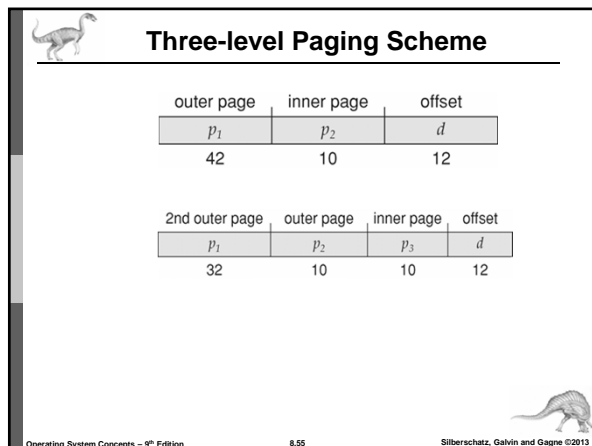 Three-level Paging Scheme
outer page inner page offset
p1 p2 d
42 10 12
2nd outer page outer page inner page offset
p1 p2 p3 d
32 10 10 12
Operating System Concepts – 9th Edition 8.55 Silberschatz, Galvin and Gagne ©2013